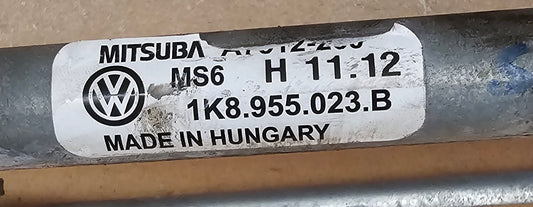 MITSUBA
MS6 H 11.12
1K8.955.023.B
MADE IN HUNGARY